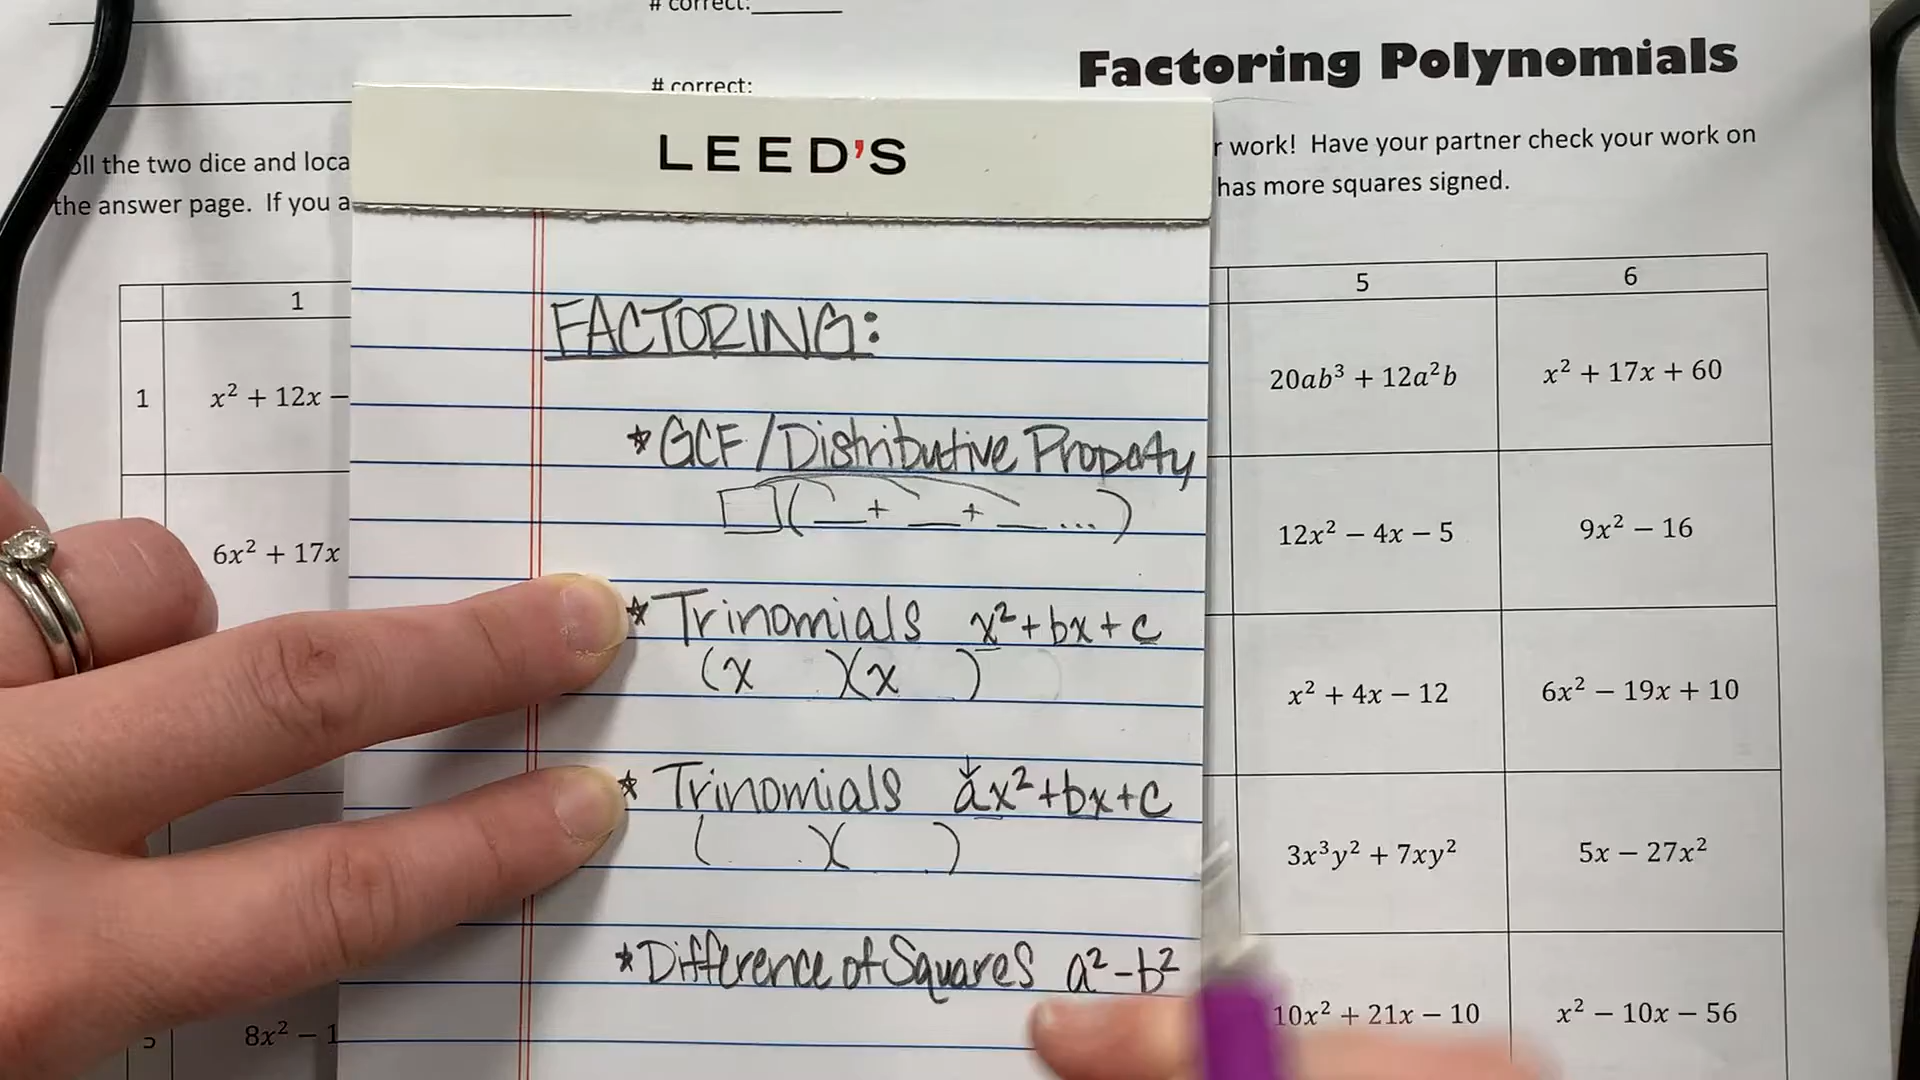 # correct:
# correct:
Factoring Polynomials
LEED'S
oll the two dice and loca
r work! Have your partner check your work on
the answer page. If you a
has more squares signed.
1
5
6
FACTORING:
1
x² + 12x −
20ab³ + 12a²b
x² + 17x + 60
*GCF/Distributive Property
( _ + _ + _ ... )
6x² + 17x
12x² − 4x − 5
9x² − 16
* Trinomials x²+bx+c
(x )(x )
x² + 4x − 12
6x² − 19x + 10
* Trinomials ax²+bx+c
( )( )
3x³y² + 7xy²
5x − 27x²
*Difference of Squares a²-b²
5
8x² − 1
10x² + 21x − 10
x² − 10x − 56